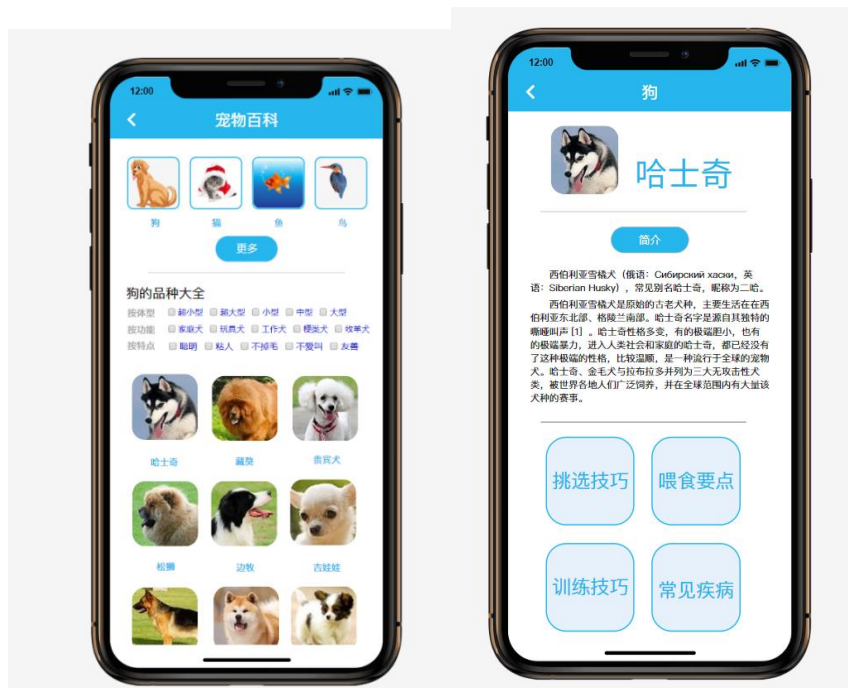 12:00
宠物百科
狗 猫 鱼 鸟
更多
狗的品种大全
按体型 超小型 超大型 小型 中型 大型
按功能 家庭犬 玩具犬 工作犬 梗类犬 牧羊犬
按特点 聪明 粘人 不掉毛 不爱叫 友善
哈士奇 藏獒 贵宾犬
松狮 边牧 吉娃娃
12:00
狗
哈士奇
简介
西伯利亚雪橇犬（俄语：Сибирский хаски，英
语：Siberian Husky），常见别名哈士奇，昵称为二哈。
西伯利亚雪橇犬是原始的古老犬种，主要生活在在西
伯利亚东北部、格陵兰南部。哈士奇名字是源自其独特的
嘶哑叫声 [1] 。哈士奇性格多变，有的极端胆小，也有
的极端暴力，进入人类社会和家庭的哈士奇，都已经没有
了这种极端的性格，比较温顺，是一种流行于全球的宠物
犬。哈士奇、金毛犬与拉布拉多并列为三大无攻击性犬
类，被世界各地人们广泛饲养，并在全球范围内有大量该
犬种的赛事。
挑选技巧 喂食要点
训练技巧 常见疾病